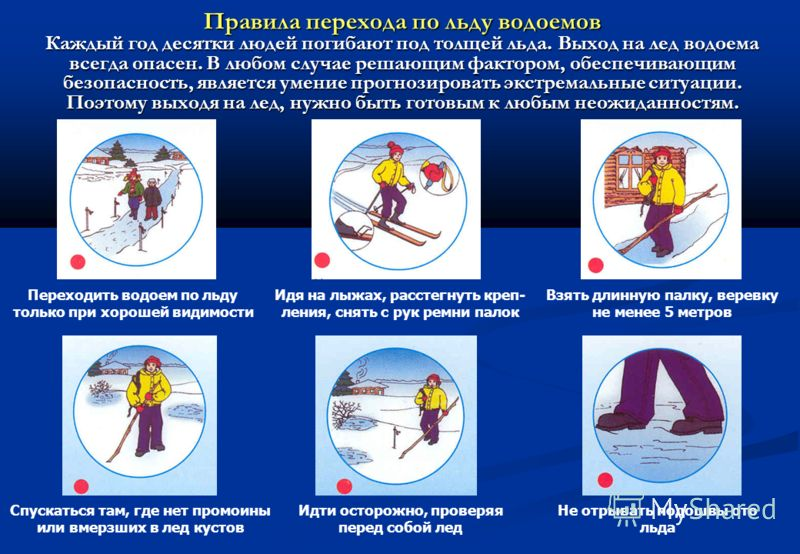 Правила перехода по льду водоемов
Каждый год десятки людей погибают под толщей льда. Выход на лед водоема
всегда опасен. В любом случае решающим фактором, обеспечивающим
безопасность, является умение прогнозировать экстремальные ситуации.
Поэтому выходя на лед, нужно быть готовым к любым неожиданностям.
Переходить водоем по льду
только при хорошей видимости
Идя на лыжах, расстегнуть креп-
ления, снять с рук ремни палок
Взять длинную палку, веревку
не менее 5 метров
Спускаться там, где нет промоины
или вмерзших в лед кустов
Идти осторожно, проверяя
перед собой лед
Не отрывать подошвы ото
льда
MyShared